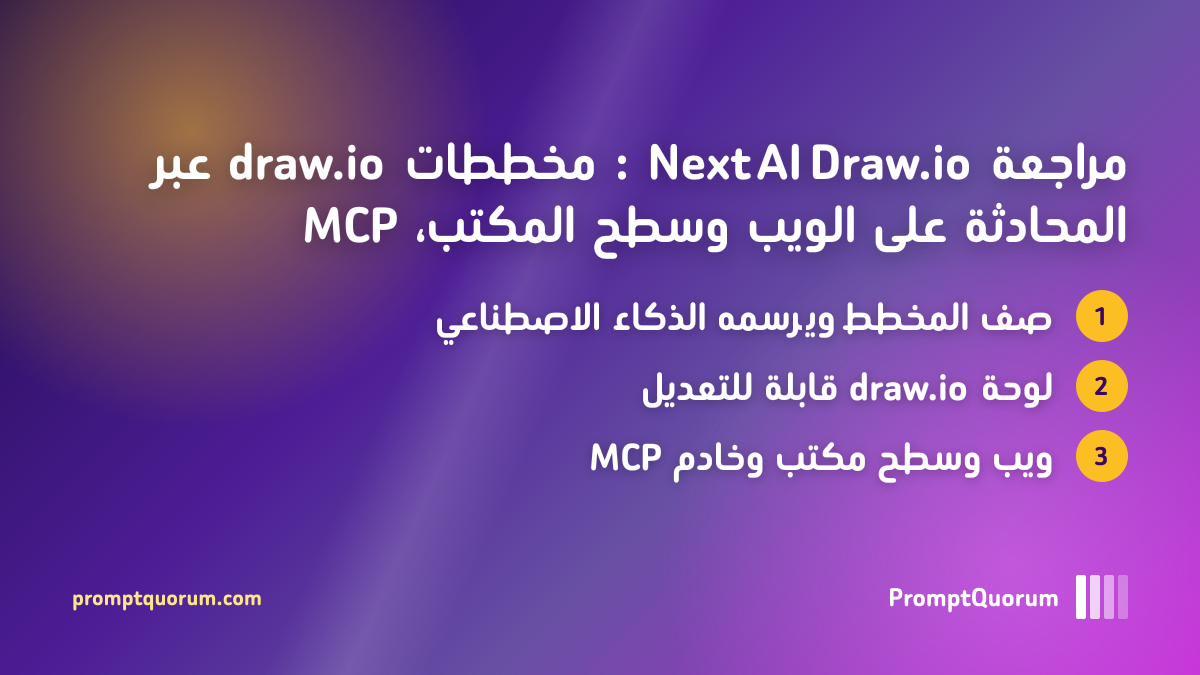 مراجعة Next AI Draw.io : مخططات draw.io عبر
المحادثة على الويب وسطح المكتب، MCP
1 صف المخطط ويرسمه الذكاء الاصطناعي
2 لوحة draw.io قابلة للتعديل
3 ويب وسطح مكتب وخادم MCP
PromptQuorum
promptquorum.com